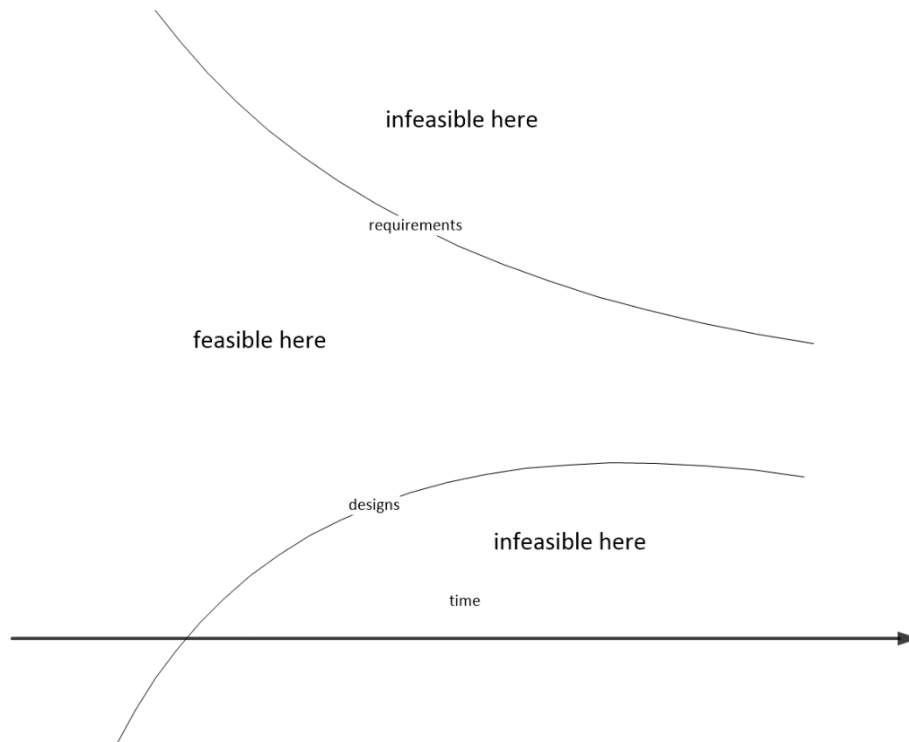 infeasible here
requirements
feasible here
designs
infeasible here
time